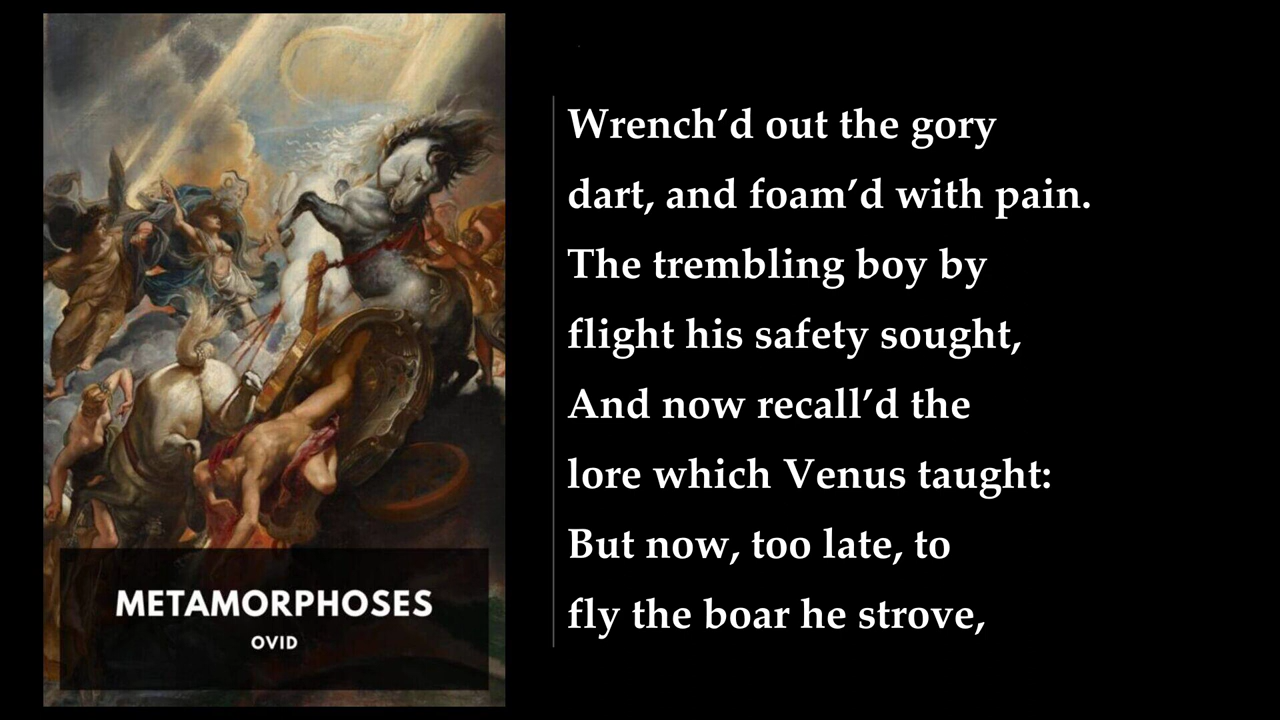 METAMORPHOSES
OVID
Wrench’d out the gory
dart, and foam’d with pain.
The trembling boy by
flight his safety sought,
And now recall’d the
lore which Venus taught:
But now, too late, to
fly the boar he strove,